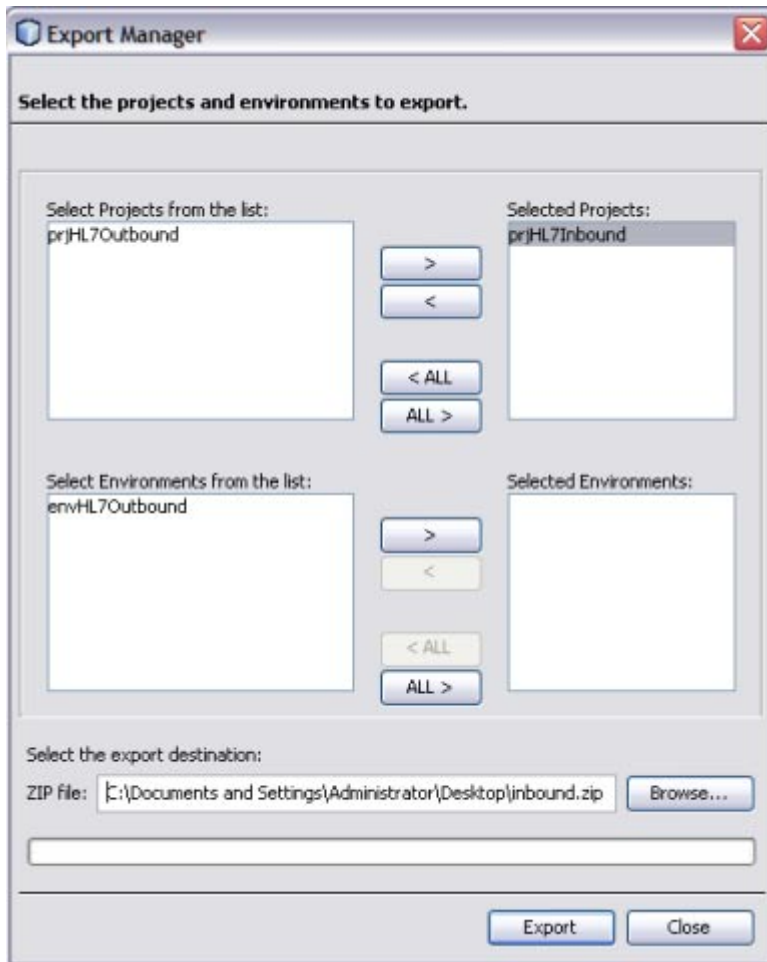 Export Manager
Select the projects and environments to export.
Select Projects from the list:
Selected Projects:
prjHL7Outbound
prjHL7Inbound
>
<
< ALL
ALL >
Select Environments from the list:
Selected Environments:
envHL7Outbound
>
<
< ALL
ALL >
Select the export destination:
ZIP file: C:\Documents and Settings\Administrator\Desktop\inbound.zip Browse...
Export Close